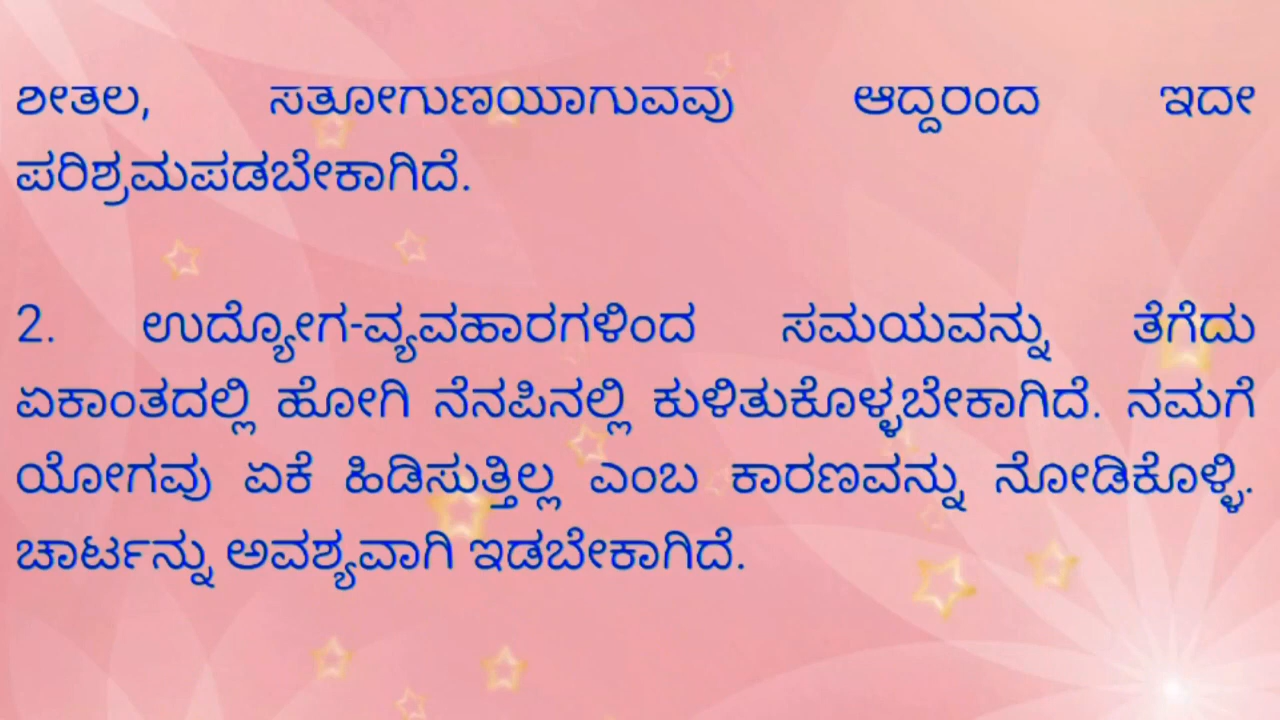 ಶೀತಲ, ಸತೋಗುಣಯಾಗುವವು ಆದ್ದರಿಂದ ಇದೇ
ಪರಿಶ್ರಮಪಡಬೇಕಾಗಿದೆ.
2. ಉದ್ಯೋಗ-ವ್ಯವಹಾರಗಳಿಂದ ಸಮಯವನ್ನು ತೆಗೆದು
ಏಕಾಂತದಲ್ಲಿ ಹೋಗಿ ನೆನಪಿನಲ್ಲಿ ಕುಳಿತುಕೊಳ್ಳಬೇಕಾಗಿದೆ. ನಮಗೆ
ಯೋಗವು ಏಕೆ ಹಿಡಿಸುತ್ತಿಲ್ಲ ಎಂಬ ಕಾರಣವನ್ನು ನೋಡಿಕೊಳ್ಳಿ.
ಚಾರ್ಟನ್ನು ಅವಶ್ಯವಾಗಿ ಇಡಬೇಕಾಗಿದೆ.